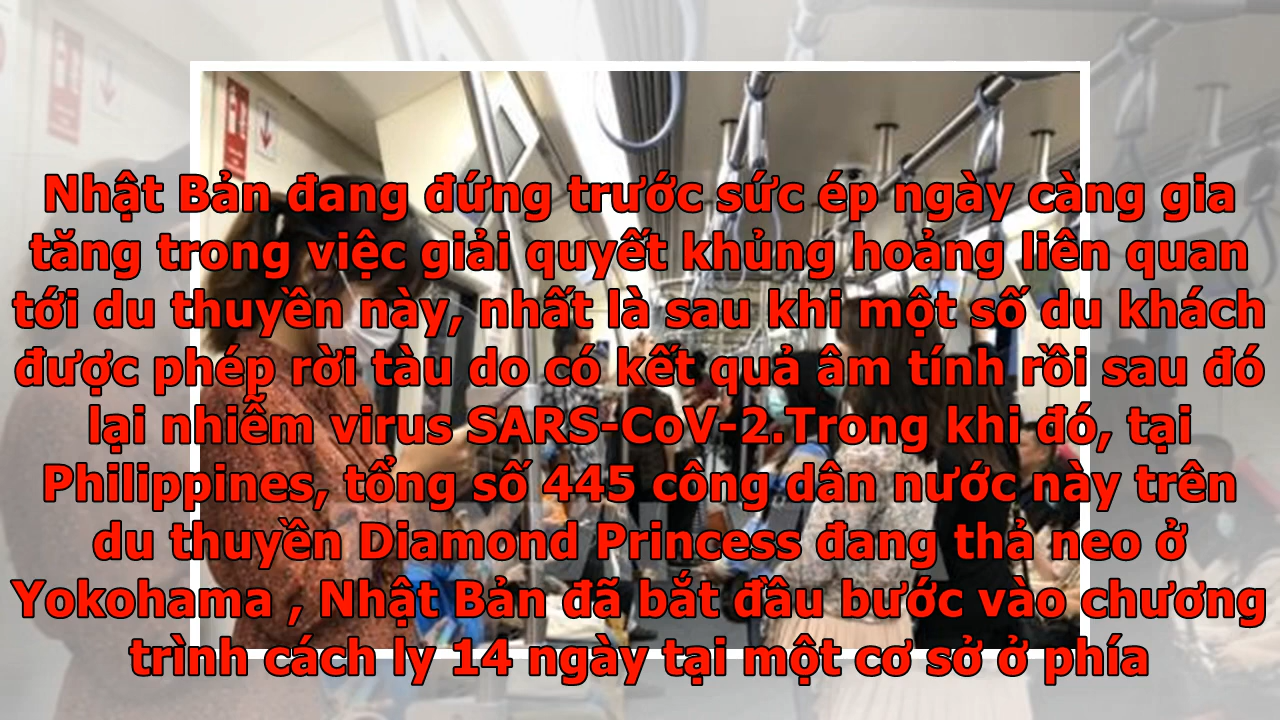 Nhật Bản đang đứng trước sức ép ngày càng gia
tăng trong việc giải quyết khủng hoảng liên quan
tới du thuyền này, nhất là sau khi một số du khách
được phép rời tàu do có kết quả âm tính rồi sau đó
lại nhiễm virus SARS-CoV-2.Trong khi đó, tại
Philippines, tổng số 445 công dân nước này trên
du thuyền Diamond Princess đang thả neo ở
Yokohama , Nhật Bản đã bắt đầu bước vào chương
trình cách ly 14 ngày tại một cơ sở ở phía